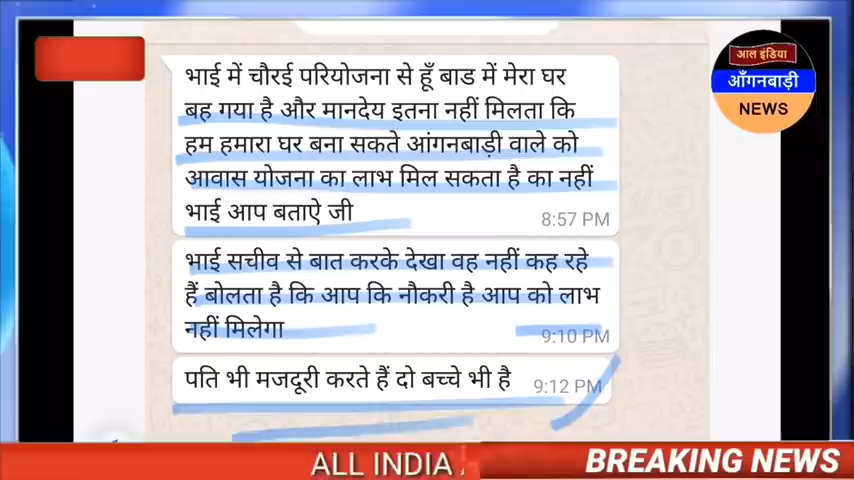 आल इंडिया
आँगनबाड़ी
NEWS
भाई में चौरई परियोजना से हूँ बाड में मेरा घर
बह गया है और मानदेय इतना नहीं मिलता कि
हम हमारा घर बना सकते आंगनबाड़ी वाले को
आवास योजना का लाभ मिल सकता है का नहीं
भाई आप बताऐ जी
8:57 PM
भाई सचीव से बात करके देखा वह नहीं कह रहे
हैं बोलता है कि आप कि नौकरी है आप को लाभ
नहीं मिलेगा
9:10 PM
पति भी मजदूरी करते हैं दो बच्चे भी है
9:12 PM
ALL INDIA
BREAKING NEWS